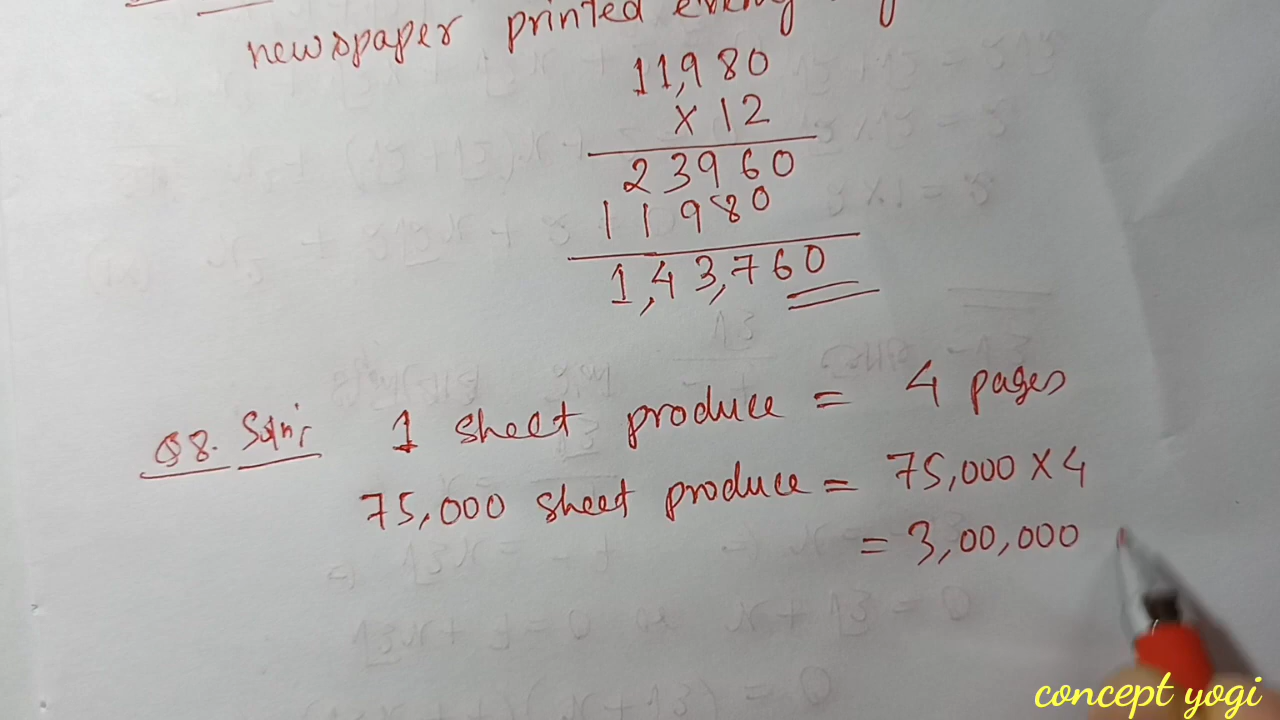 newspaper printed every
11,980
× 12
23960
11980
1,43,760
Q8. Soln: 1 sheet produce = 4 pages
75,000 sheet produce = 75,000 × 4
= 3,00,000
concept yogi